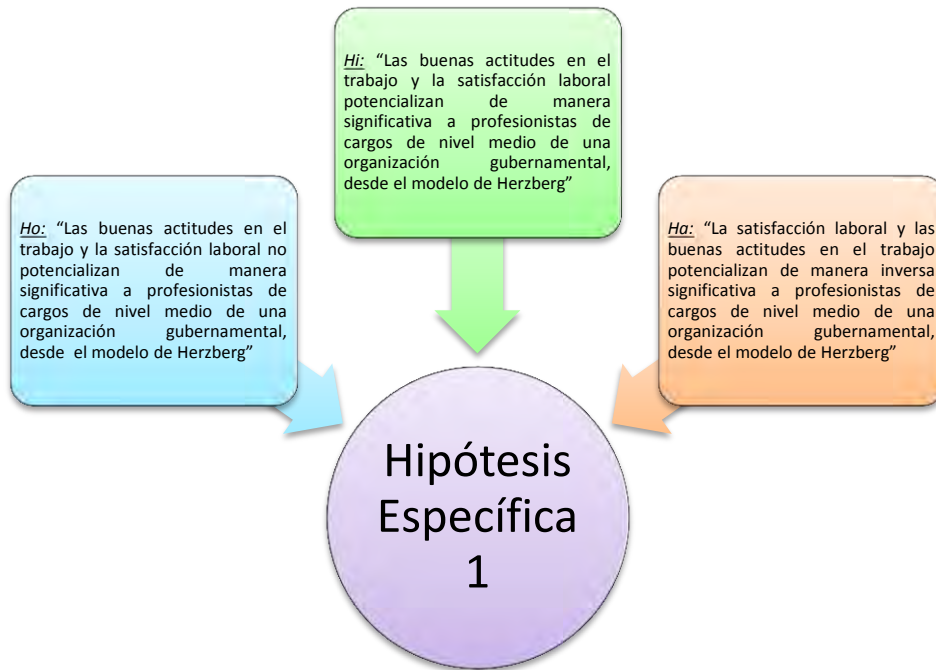 Hi: “Las buenas actitudes en el
trabajo y la satisfacción laboral
potencializan de manera
significativa a profesionistas de
cargos de nivel medio de una
organización gubernamental,
desde el modelo de Herzberg”
Ho: “Las buenas actitudes en el
trabajo y la satisfacción laboral no
potencializan de manera
significativa a profesionistas de
cargos de nivel medio de una
organización gubernamental,
desde el modelo de Herzberg”
Ha: “La satisfacción laboral y las
buenas actitudes en el trabajo
potencializan de manera inversa
significativa a profesionistas de
cargos de nivel medio de una
organización gubernamental,
desde el modelo de Herzberg”
Hipótesis
Específica
1